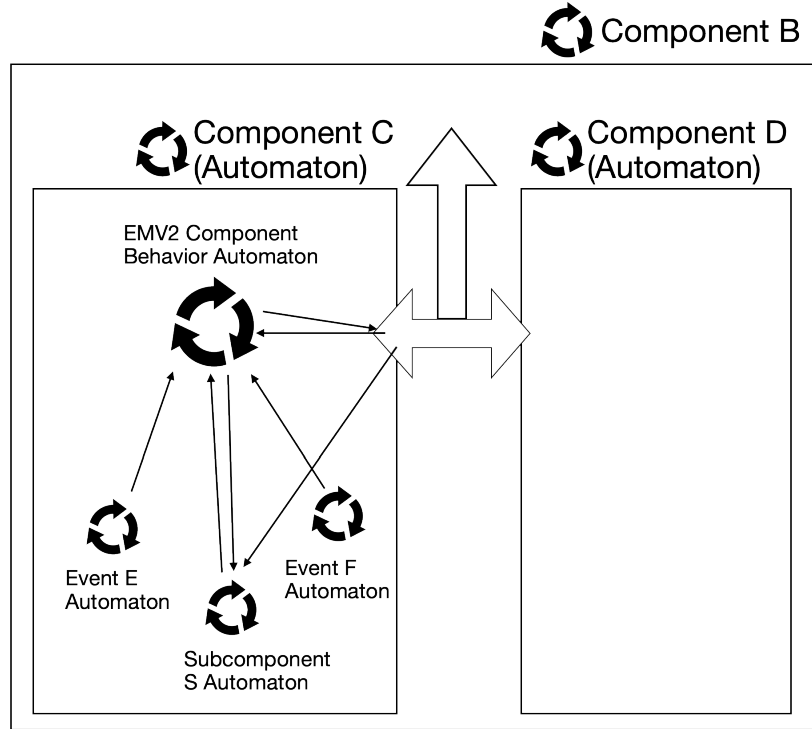 Component B
Component C
(Automaton)
Component D
(Automaton)
EMV2 Component
Behavior Automaton
Event E
Automaton
Event F
Automaton
Subcomponent
S Automaton